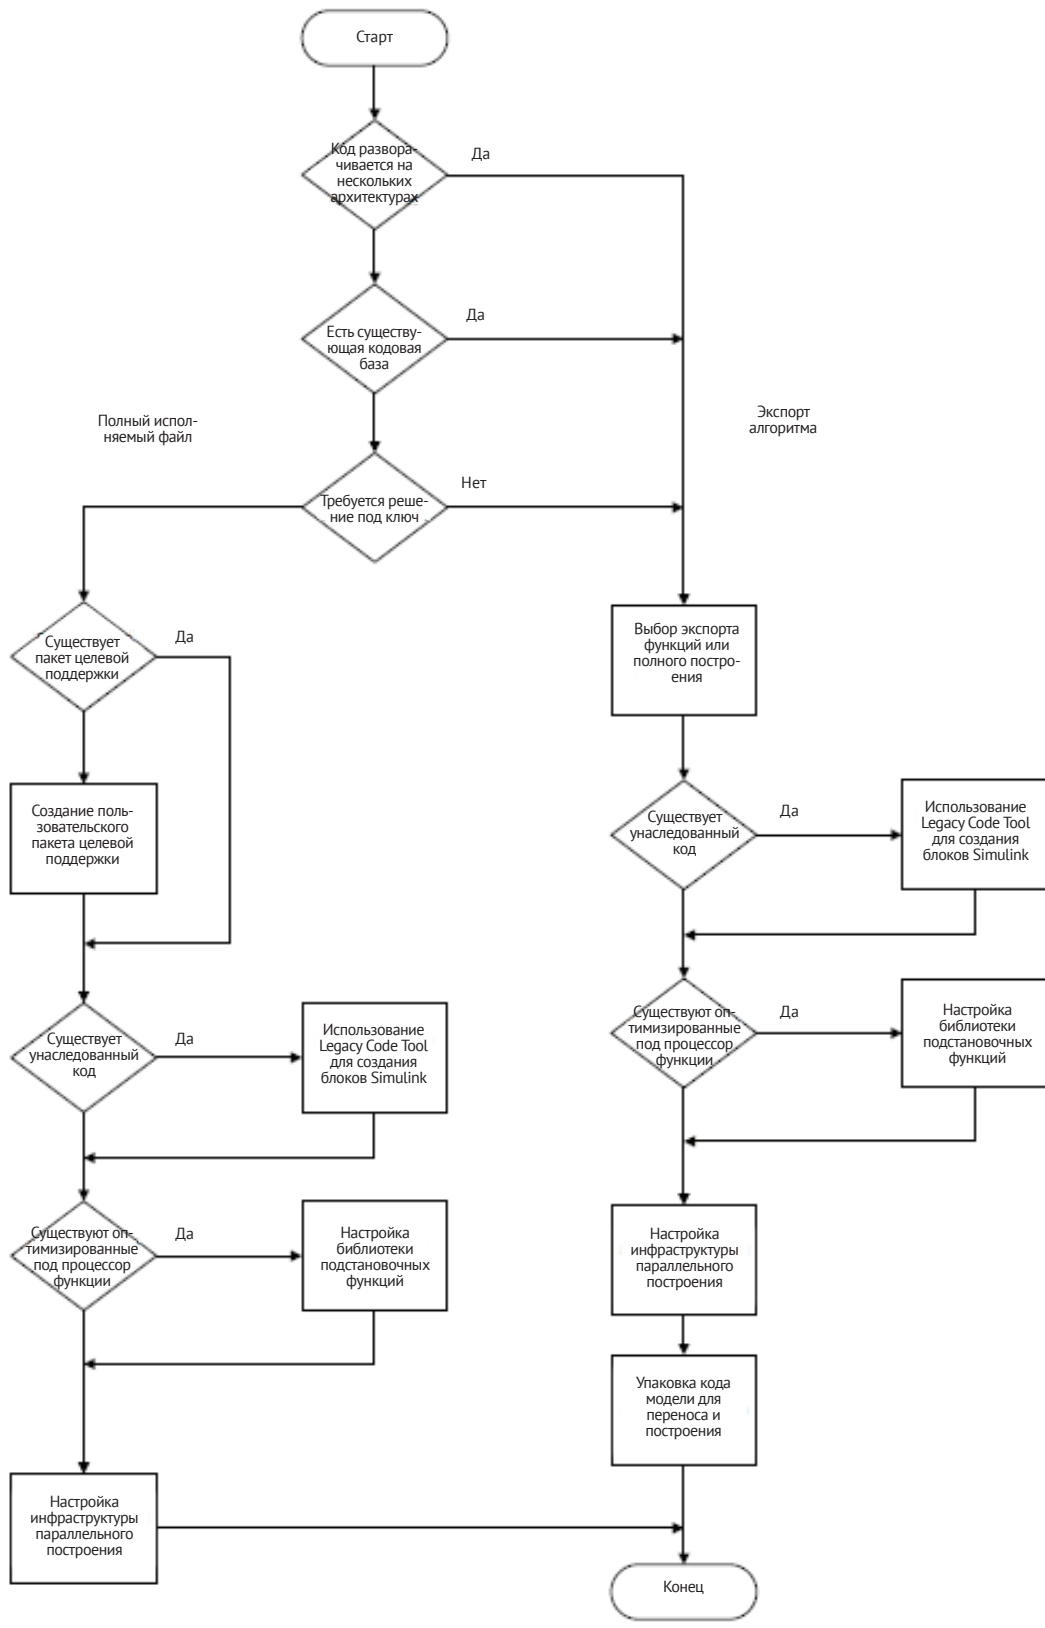 Старт
Код развора-
чивается на
нескольких
архитектурах
Да
Есть существу-
ющая кодовая
база
Да
Полный испол-
няемый файл
Экспорт
алгоритма
Требуется реше-
ние под ключ
Нет
Существует
пакет целевой
поддержки
Да
Выбор экспорта
функций или
полного постро-
ения
Создание поль-
зовательского
пакета целевой
поддержки
Существует
унаследованный
код
Да
Использование
Legacy Code Tool
для создания
блоков Simulink
Существует
унаследованный
код
Да
Использование
Legacy Code Tool
для создания
блоков Simulink
Существуют оп-
тимизированные
под процессор
функции
Да
Настройка
библиотеки
подстановочных
функций
Существуют оп-
тимизированные
под процессор
функции
Да
Настройка
библиотеки
подстановочных
функций
Настройка
инфраструктуры
параллельного
построения
Упаковка кода
модели для
переноса и
построения
Настройка
инфраструктуры
параллельного
построения
Конец